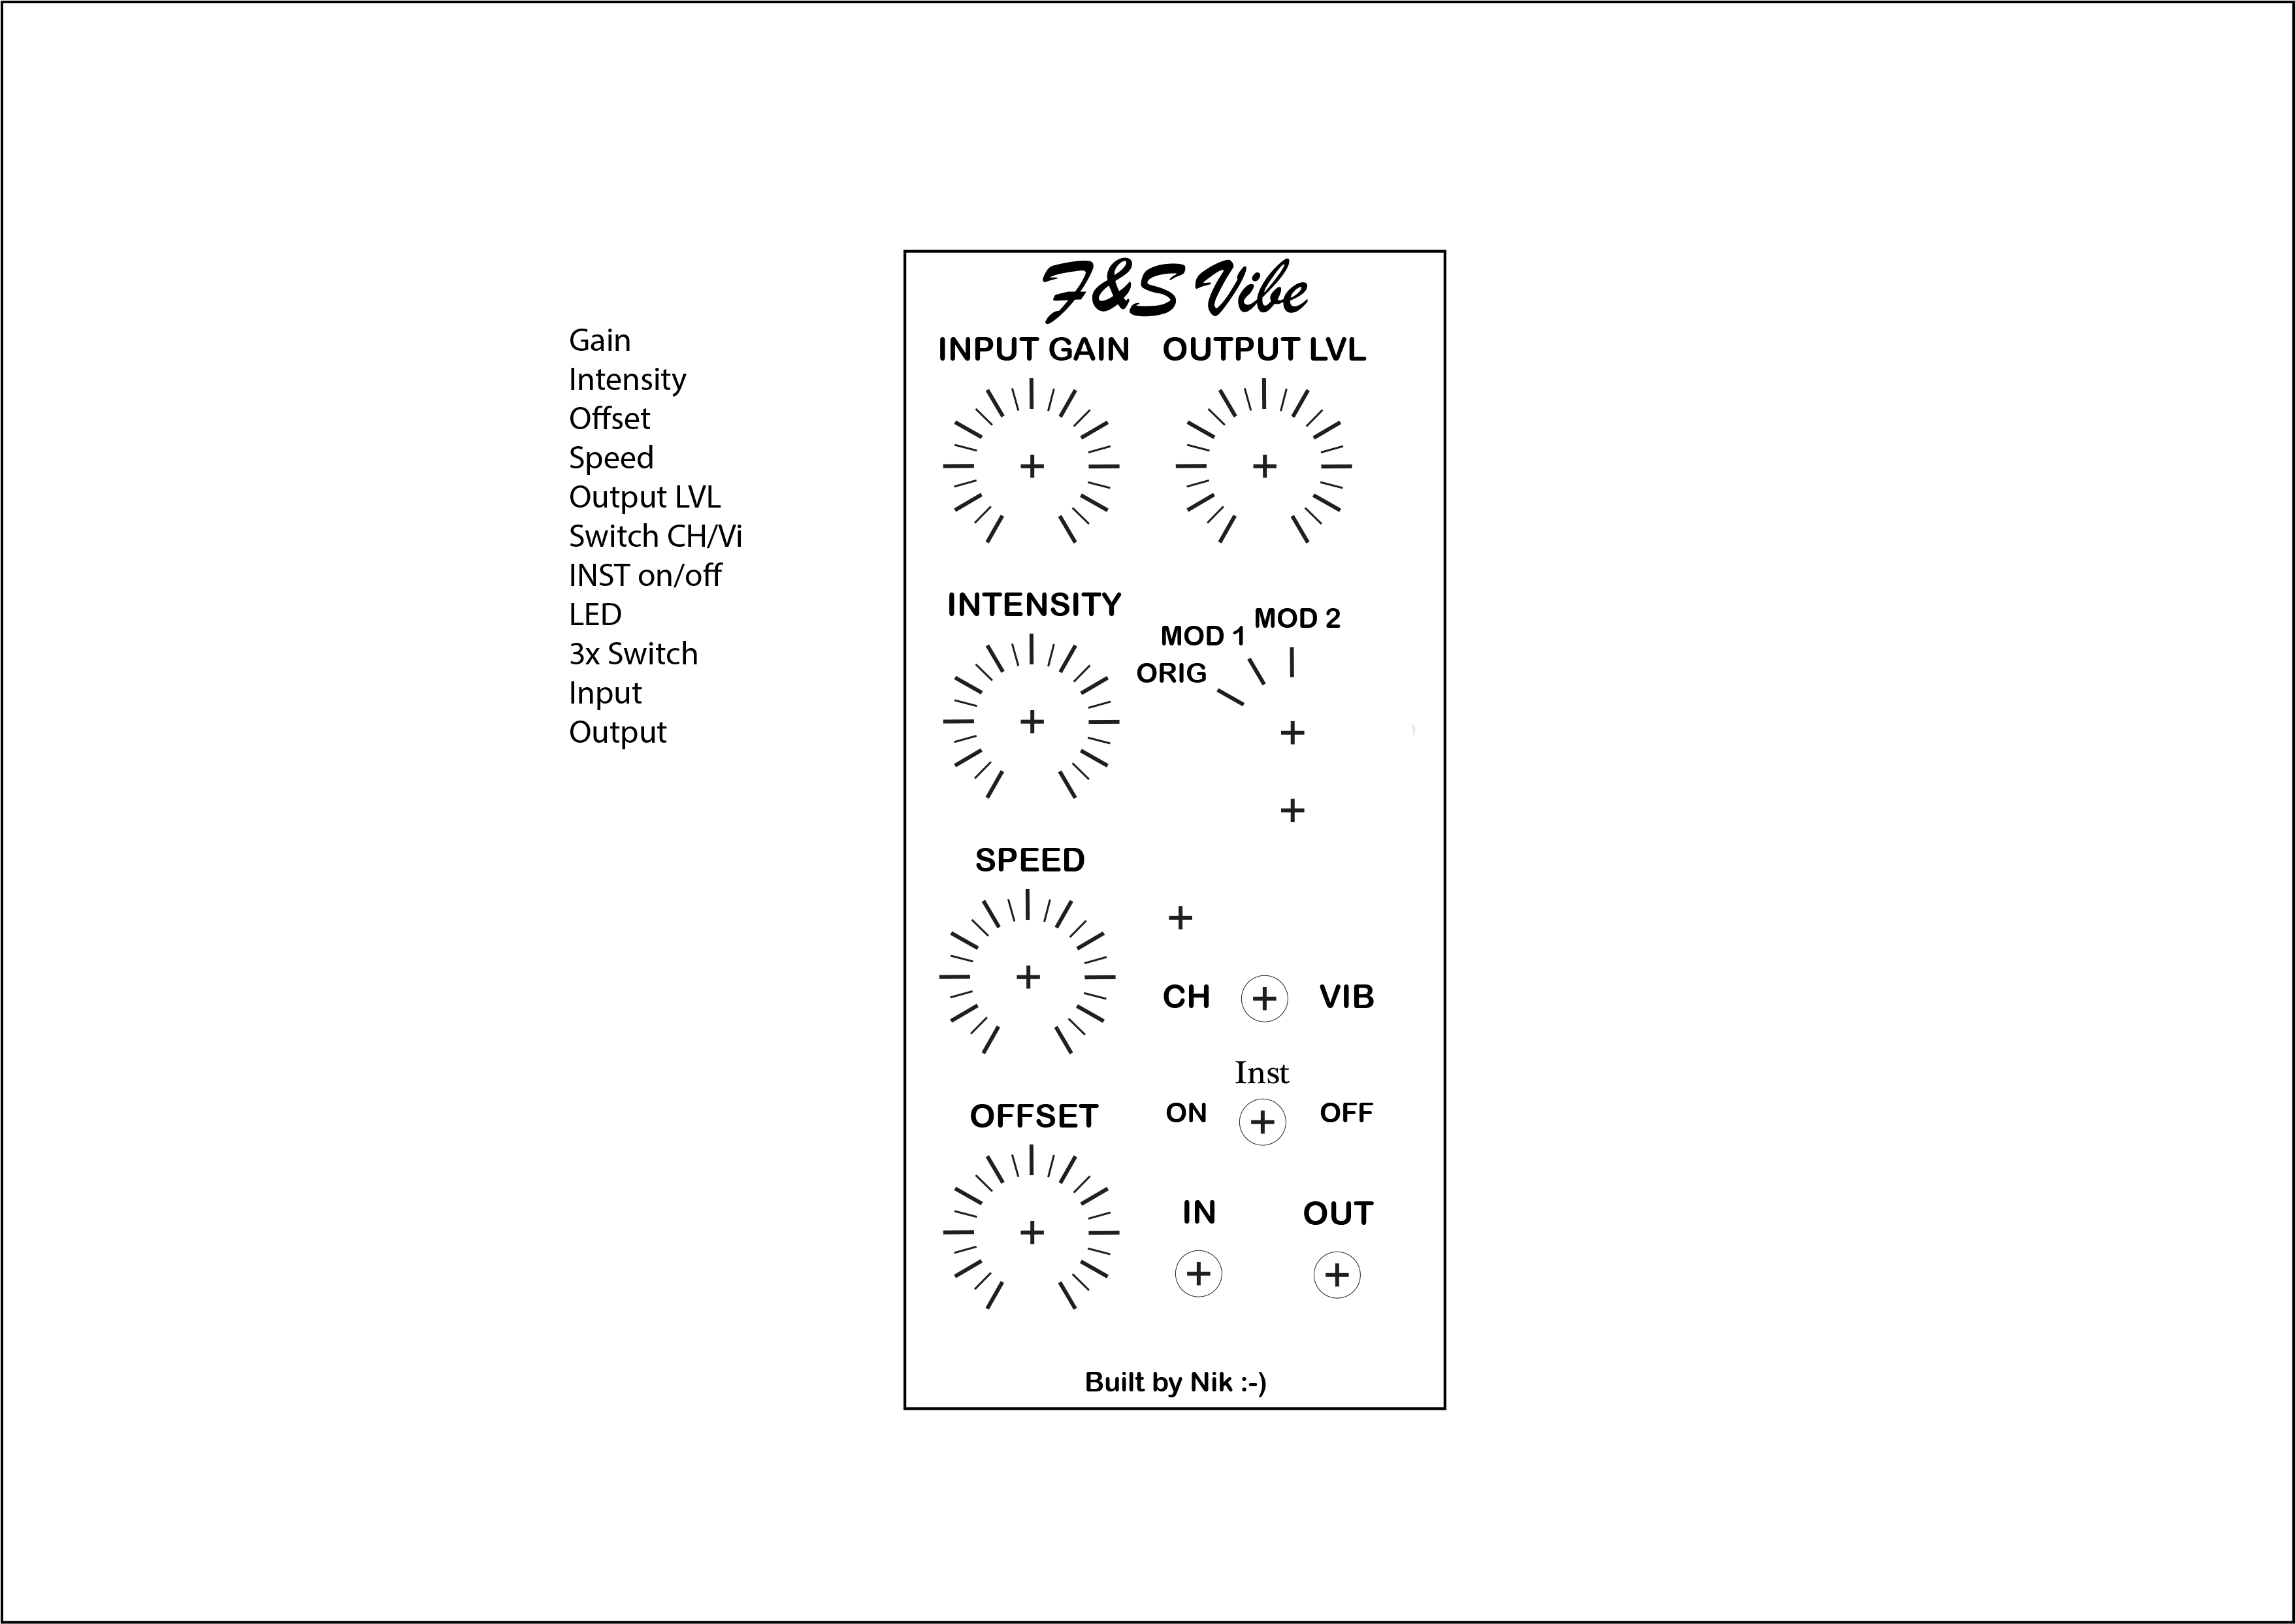 Gain
Intensity
Offset
Speed
Output LVL
Switch CH/Vi
INST on/off
LED
3x Switch
Input
Output
F&S Vibe
INPUT GAIN OUTPUT LVL
INTENSITY
MOD 2
MOD 1
ORIG
SPEED
CH VIB
Inst
ON OFF
OFFSET
IN OUT
Built by Nik :-)